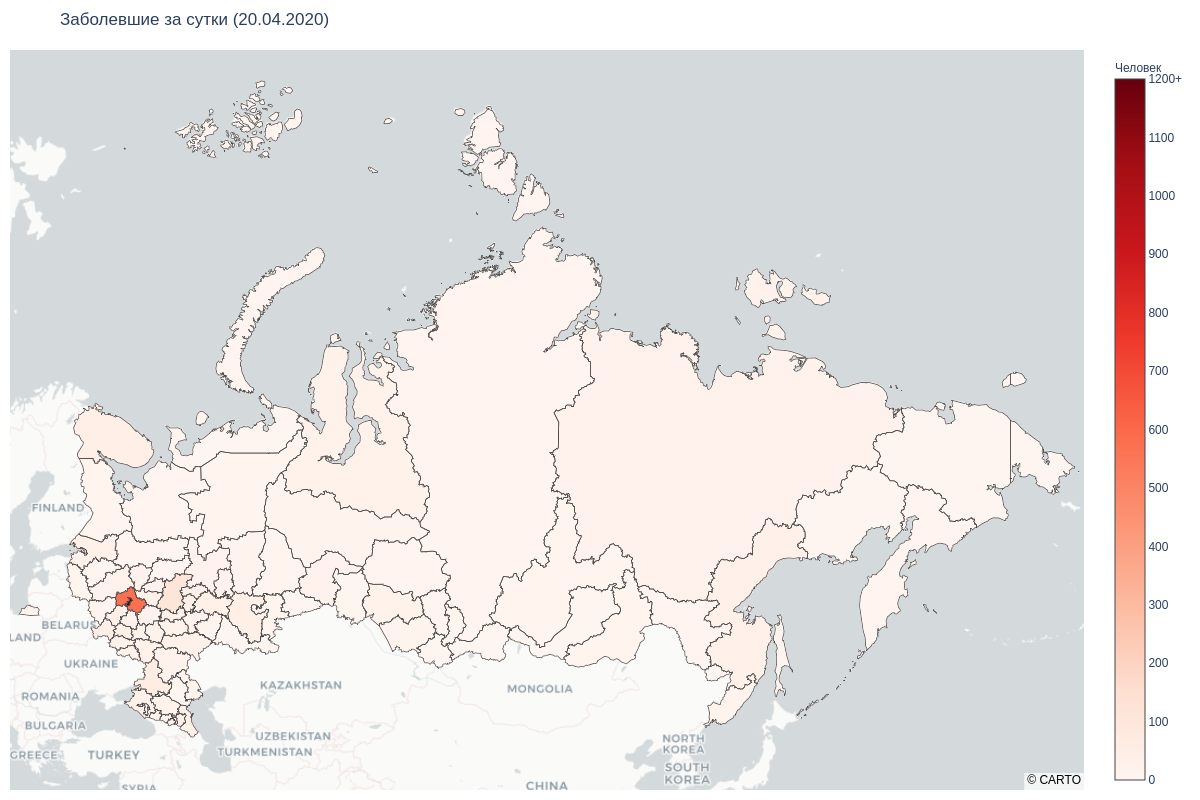 Заболевшие за сутки (20.04.2020)
Человек
1200+
1100
1000
900
800
700
600
500
400
300
200
100
0
FINLAND
BELARUS
LAND
UKRAINE
ROMANIA
BULGARIA
GREECE
TURKEY
SYRIA
KAZAKHSTAN
UZBEKISTAN
TURKMENISTAN
MONGOLIA
CHINA
NORTH
KOREA
SOUTH
KOREA
© CARTO